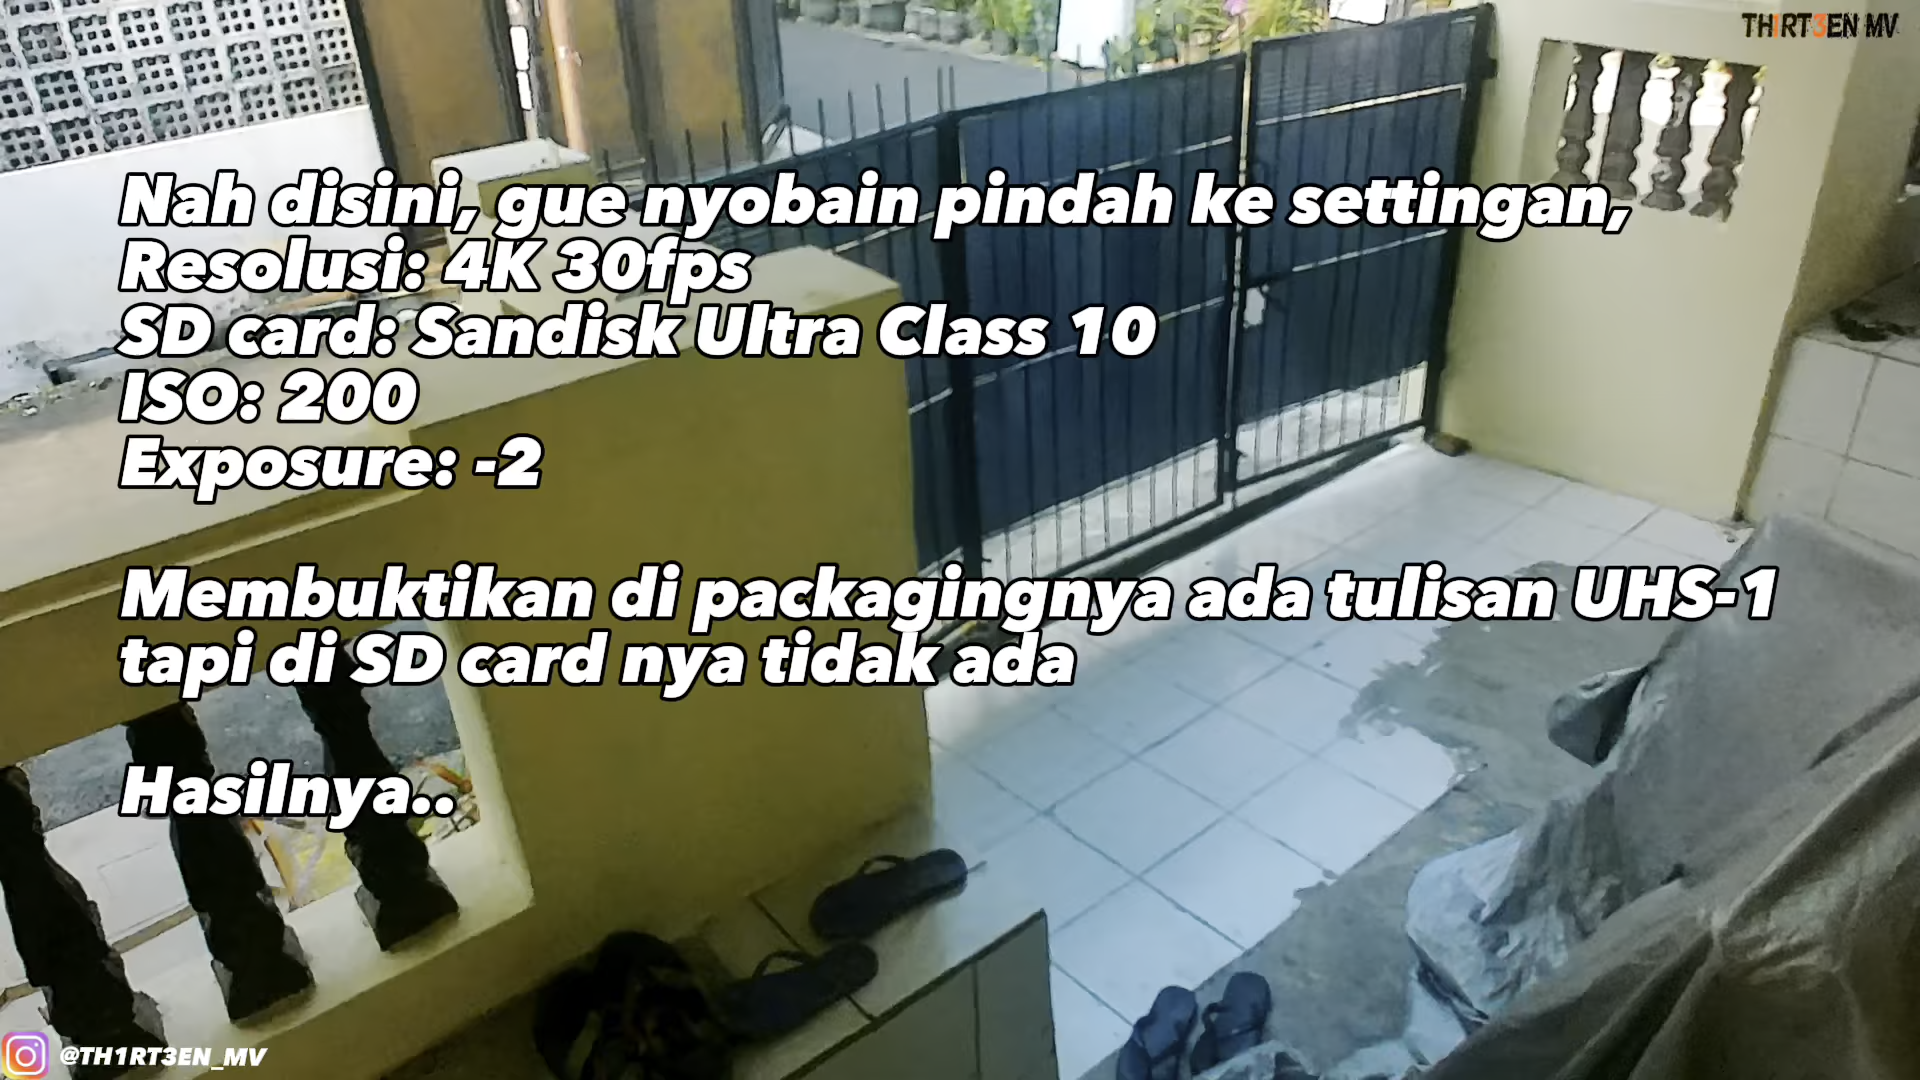 TH1RT3EN MV
Nah disini, gue nyobain pindah ke settingan,
Resolusi: 4K 30fps
SD card: Sandisk Ultra Class 10
ISO: 200
Exposure: -2
Membuktikan di packagingnya ada tulisan UHS-1
tapi di SD card nya tidak ada
Hasilnya..
@TH1RT3EN_MV